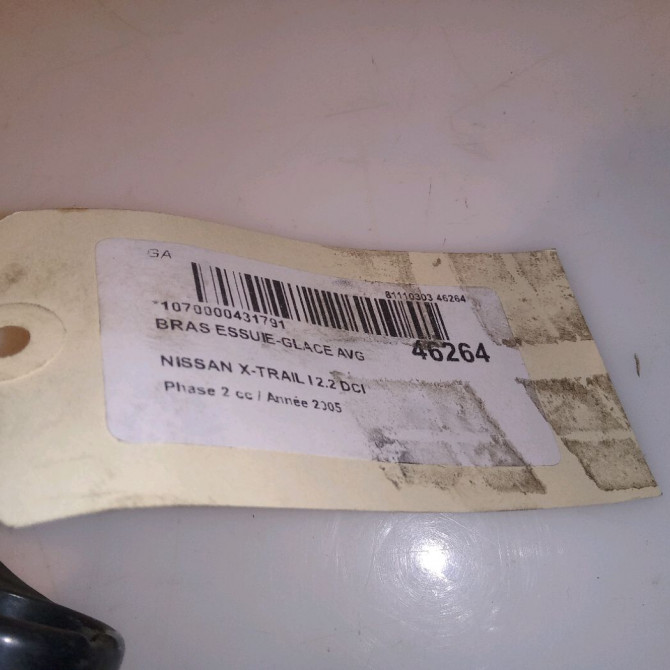 GA
81110303 46264
*1070000431791
BRAS ESSUIE-GLACE AVG
46264
NISSAN X-TRAIL I 2.2 DCI
Phase 2 cc / Année 2005